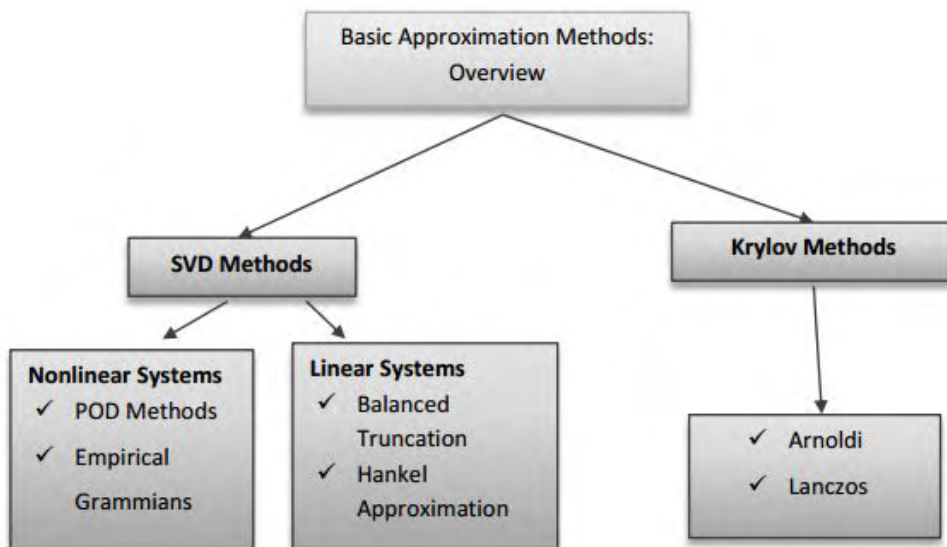 Basic Approximation Methods:
Overview
SVD Methods
Krylov Methods
Nonlinear Systems
✓ POD Methods
✓ Empirical
Grammians
Linear Systems
✓ Balanced
Truncation
✓ Hankel
Approximation
✓ Arnoldi
✓ Lanczos